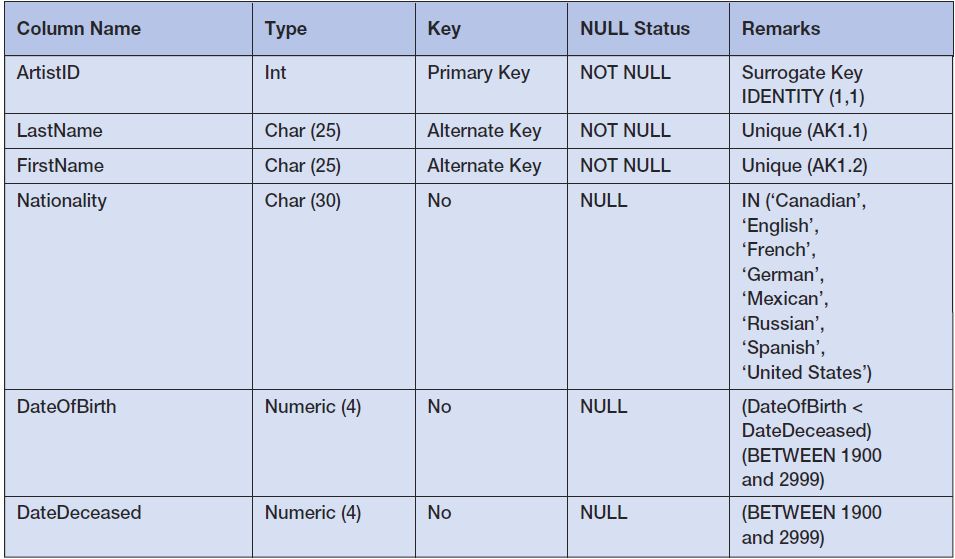 Column Name Type Key NULL Status Remarks
ArtistID Int Primary Key NOT NULL Surrogate Key
IDENTITY (1,1)
LastName Char (25) Alternate Key NOT NULL Unique (AK1.1)
FirstName Char (25) Alternate Key NOT NULL Unique (AK1.2)
Nationality Char (30) No NULL IN (‘Canadian’,
‘English’,
‘French’,
‘German’,
‘Mexican’,
‘Russian’,
‘Spanish’,
‘United States’)
DateOfBirth Numeric (4) No NULL (DateOfBirth <
DateDeceased)
(BETWEEN 1900
and 2999)
DateDeceased Numeric (4) No NULL (BETWEEN 1900
and 2999)